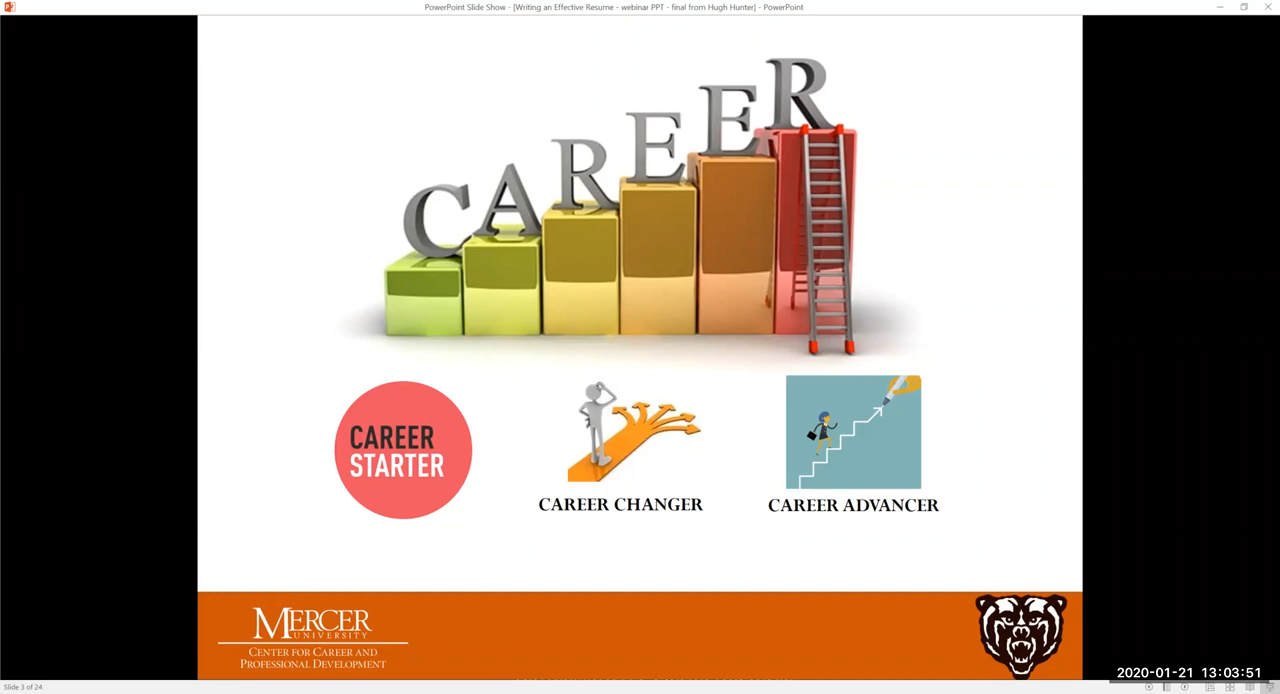 PowerPoint Slide Show - [Writing an Effective Resume - webinar PPT - final from Hugh Hunter] - PowerPoint
CAREER
CAREER
STARTER
CAREER CHANGER
CAREER ADVANCER
MERCER
UNIVERSITY
CENTER FOR CAREER AND
PROFESSIONAL DEVELOPMENT
2020-01-21 13:03:51
Slide 3 of 24